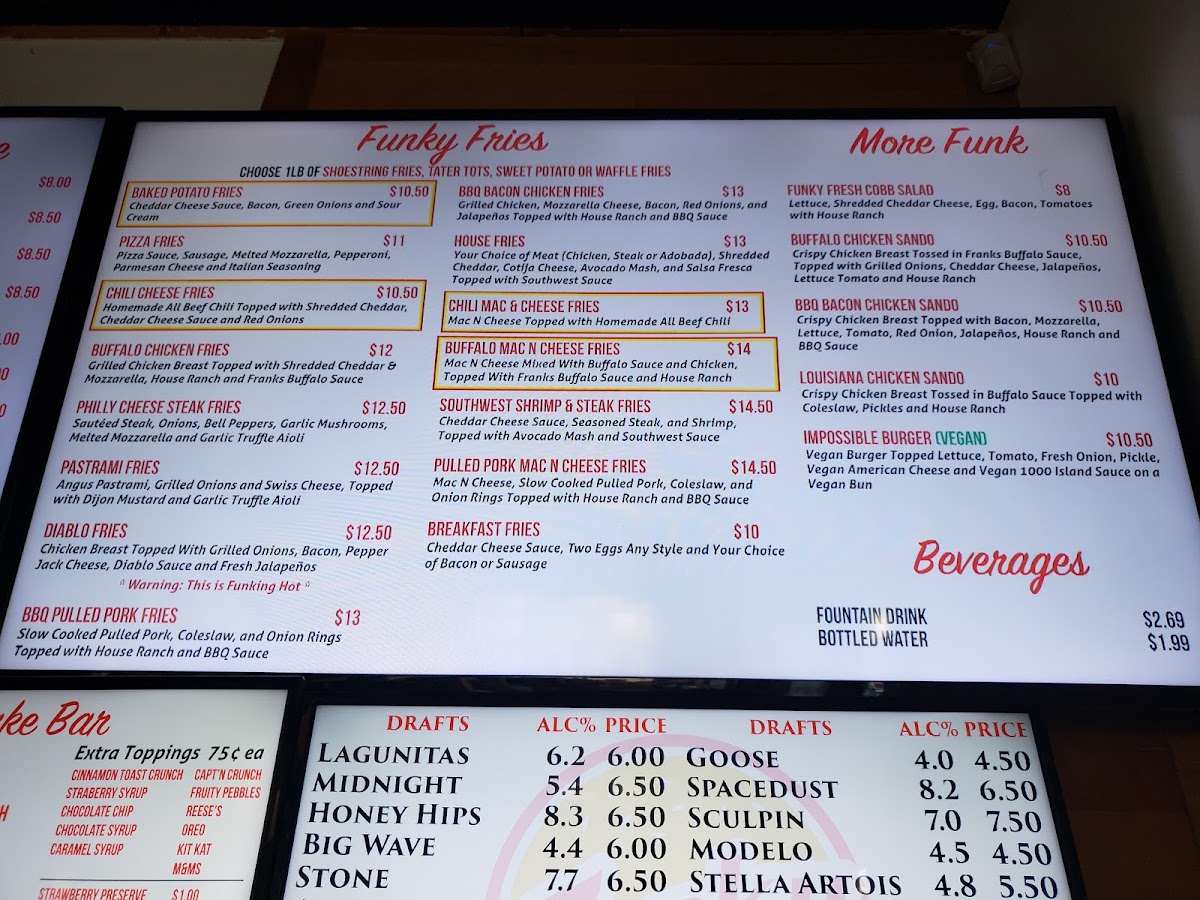 $8.00
$8.50
$8.50
$8.50
.00
Funky Fries
CHOOSE 1LB OF SHOESTRING FRIES, TATER TOTS, SWEET POTATO OR WAFFLE FRIES
BAKED POTATO FRIES $10.50
Cheddar Cheese Sauce, Bacon, Green Onions and Sour
Cream
PIZZA FRIES $11
Pizza Sauce, Sausage, Melted Mozzarella, Pepperoni,
Parmesan Cheese and Italian Seasoning
CHILI CHEESE FRIES $10.50
Homemade All Beef Chili Topped with Shredded Cheddar,
Cheddar Cheese Sauce and Red Onions
BUFFALO CHICKEN FRIES $12
Grilled Chicken Breast Topped with Shredded Cheddar &
Mozzarella, House Ranch and Franks Buffalo Sauce
PHILLY CHEESE STEAK FRIES $12.50
Sautéed Steak, Onions, Bell Peppers, Garlic Mushrooms,
Melted Mozzarella and Garlic Truffle Aioli
PASTRAMI FRIES $12.50
Angus Pastrami, Grilled Onions and Swiss Cheese, Topped
with Dijon Mustard and Garlic Truffle Aioli
DIABLO FRIES $12.50
Chicken Breast Topped With Grilled Onions, Bacon, Pepper
Jack Cheese, Diablo Sauce and Fresh Jalapeños
*Warning: This is Funking Hot *
BBQ PULLED PORK FRIES $13
Slow Cooked Pulled Pork, Coleslaw, and Onion Rings
Topped with House Ranch and BBQ Sauce
BBQ BACON CHICKEN FRIES $13
Grilled Chicken, Mozzarella Cheese, Bacon, Red Onions, and
Jalapeños Topped with House Ranch and BBQ Sauce
HOUSE FRIES $13
Your Choice of Meat (Chicken, Steak or Adobada), Shredded
Cheddar, Cotija Cheese, Avocado Mash, and Salsa Fresca
Topped with Southwest Sauce
CHILI MAC & CHEESE FRIES $13
Mac N Cheese Topped with Homemade All Beef Chili
BUFFALO MAC N CHEESE FRIES $14
Mac N Cheese Mixed With Buffalo Sauce and Chicken,
Topped With Franks Buffalo Sauce and House Ranch
SOUTHWEST SHRIMP & STEAK FRIES $14.50
Cheddar Cheese Sauce, Seasoned Steak, and Shrimp,
Topped with Avocado Mash and Southwest Sauce
PULLED PORK MAC N CHEESE FRIES $14.50
Mac N Cheese, Slow Cooked Pulled Pork, Coleslaw, and
Onion Rings Topped with House Ranch and BBQ Sauce
BREAKFAST FRIES $10
Cheddar Cheese Sauce, Two Eggs Any Style and Your Choice
of Bacon or Sausage
More Funk
FUNKY FRESH COBB SALAD $8
Lettuce, Shredded Cheddar Cheese, Egg, Bacon, Tomatoes
with House Ranch
BUFFALO CHICKEN SANDO $10.50
Crispy Chicken Breast Tossed in Franks Buffalo Sauce,
Topped with Grilled Onions, Cheddar Cheese, Jalapeños,
Lettuce Tomato and House Ranch
BBQ BACON CHICKEN SANDO $10.50
Crispy Chicken Breast Topped with Bacon, Mozzarella,
Lettuce, Tomato, Red Onion, Jalapeños, House Ranch and
BBQ Sauce
LOUISIANA CHICKEN SANDO $10
Crispy Chicken Breast Tossed in Buffalo Sauce Topped with
Coleslaw, Pickles and House Ranch
IMPOSSIBLE BURGER (VEGAN) $10.50
Vegan Burger Topped Lettuce, Tomato, Fresh Onion, Pickle,
Vegan American Cheese and Vegan 1000 Island Sauce on a
Vegan Bun
Beverages
FOUNTAIN DRINK $2.69
BOTTLED WATER $1.99
ke Bar
Extra Toppings 75¢ ea
CINNAMON TOAST CRUNCH CAPT'N CRUNCH
STRABERRY SYRUP FRUITY PEBBLES
CHOCOLATE CHIP REESE'S
CHOCOLATE SYRUP OREO
CARAMEL SYRUP KIT KAT
M&MS
STRAWBERRY PRESERVE $1.00
DRAFTS ALC% PRICE DRAFTS ALC% PRICE
LAGUNITAS 6.2 6.00 GOOSE 4.0 4.50
MIDNIGHT 5.4 6.50 SPACEDUST 8.2 6.50
HONEY HIPS 8.3 6.50 SCULPIN 7.0 7.50
BIG WAVE 4.4 6.00 MODELO 4.5 4.50
STONE 7.7 6.50 STELLA ARTOIS 4.8 5.50